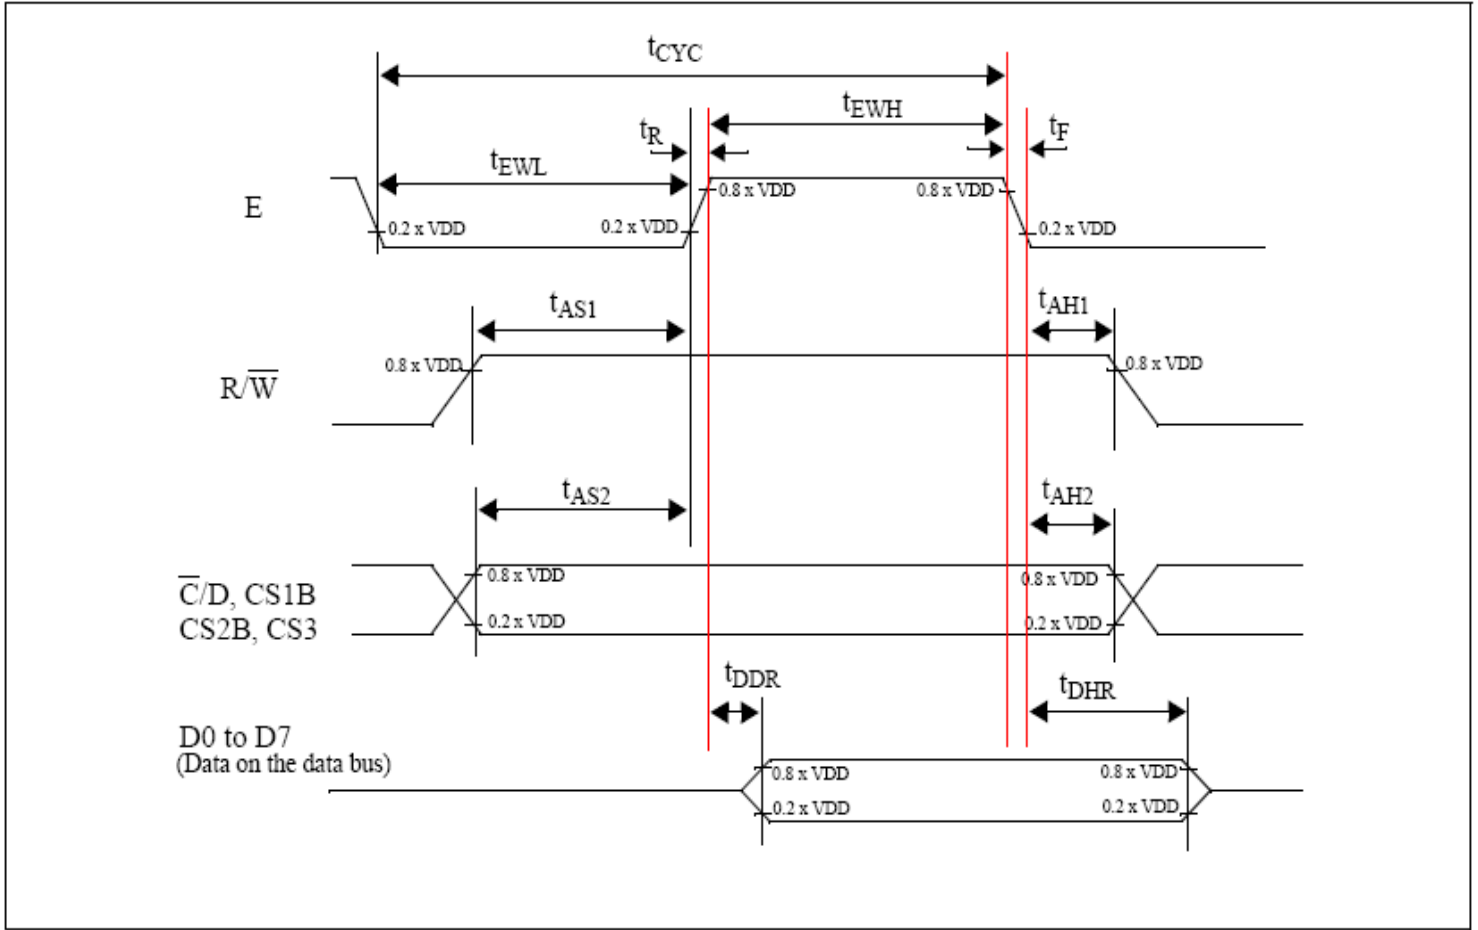 tCYC
tEWH
tR
tF
tEWL
E
0.8 x VDD
0.8 x VDD
0.2 x VDD
0.2 x VDD
0.2 x VDD
tAS1
tAH1
0.8 x VDD
0.8 x VDD
R/W̅
tAS2
tAH2
C̅/D, CS1B
CS2B, CS3
0.8 x VDD
0.8 x VDD
0.2 x VDD
0.2 x VDD
tDDR
tDHR
D0 to D7
(Data on the data bus)
0.8 x VDD
0.8 x VDD
0.2 x VDD
0.2 x VDD